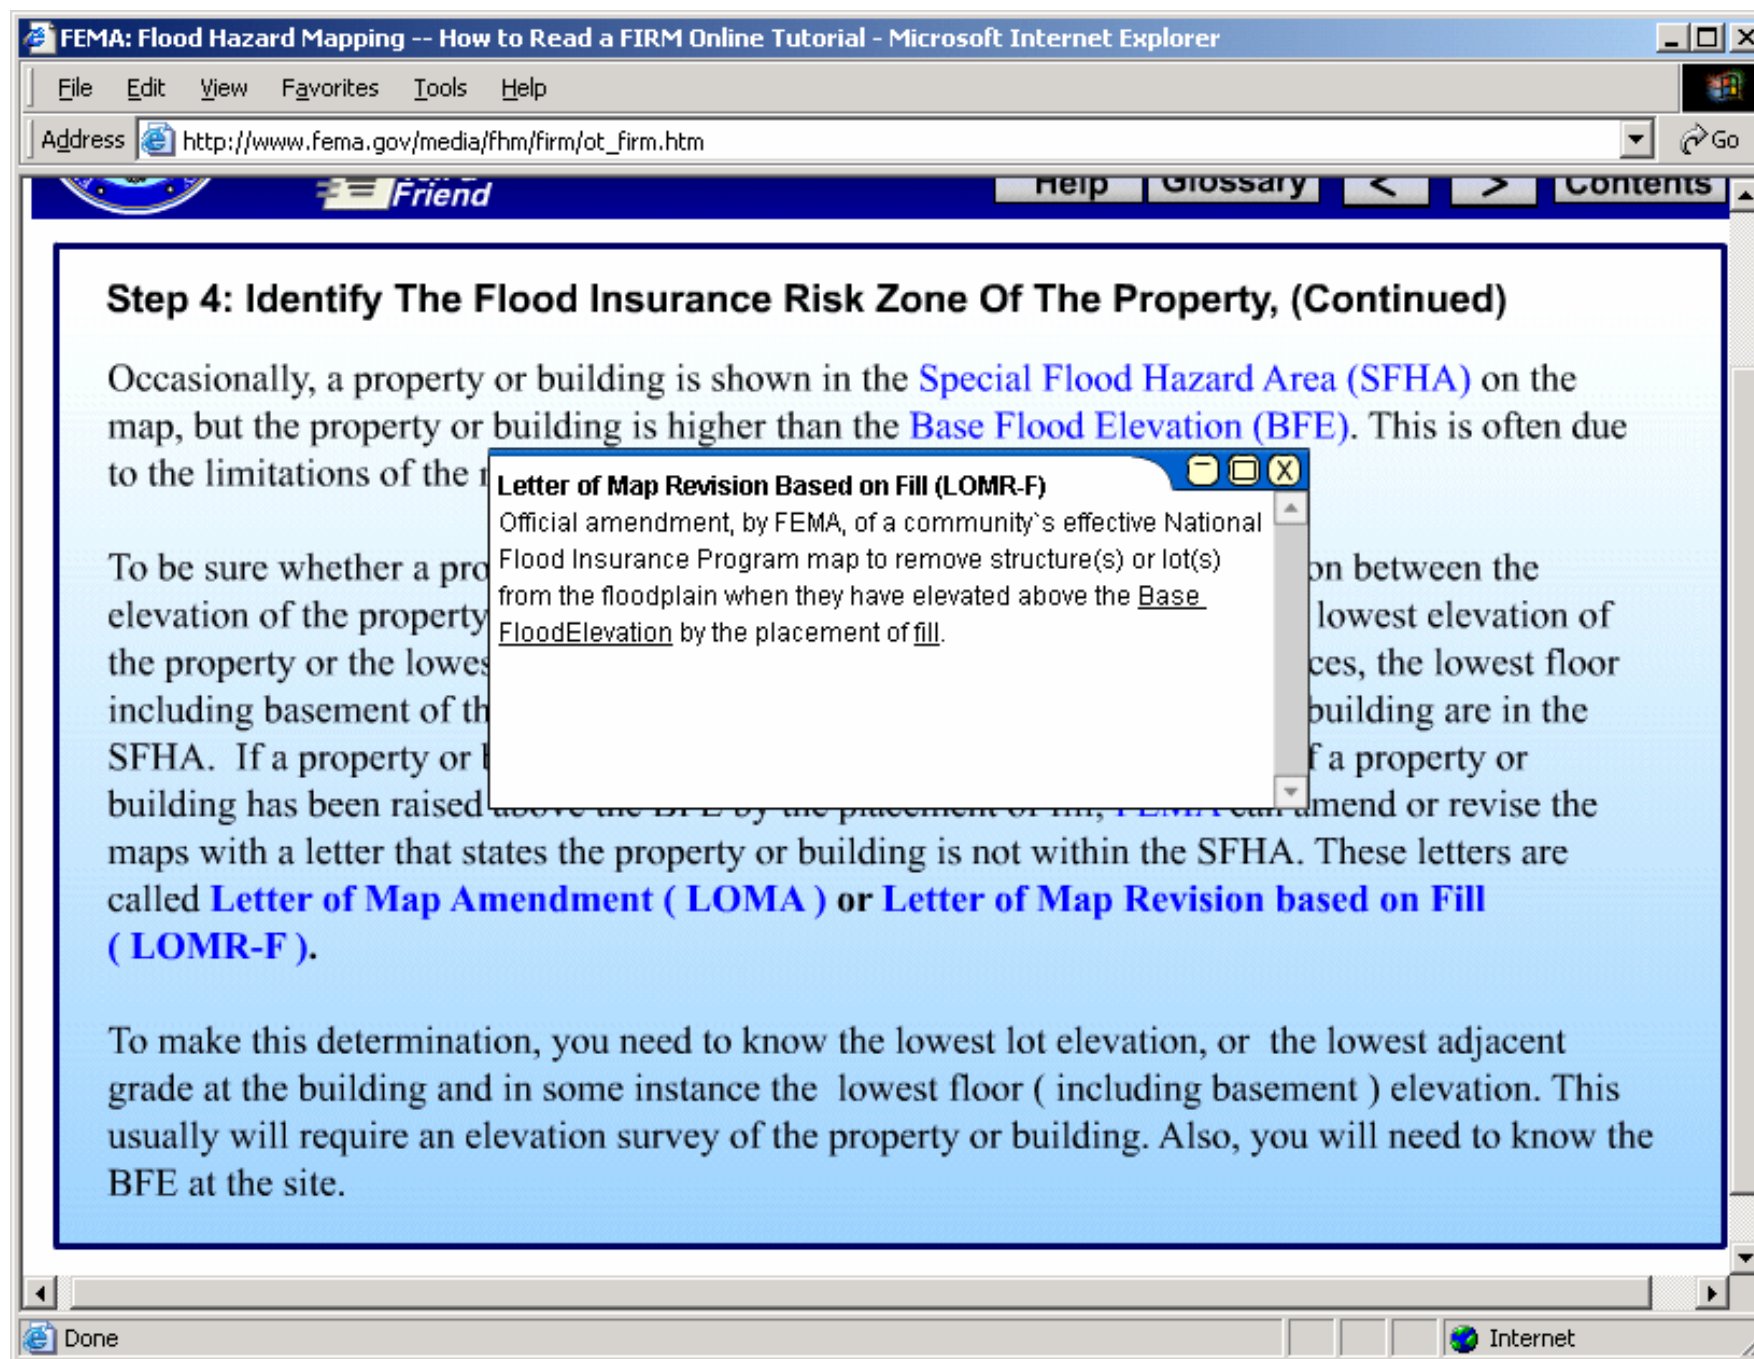 FEMA: Flood Hazard Mapping -- How to Read a FIRM Online Tutorial - Microsoft Internet Explorer
File Edit View Favorites Tools Help
Address http://www.fema.gov/media/fhm/firm/ot_firm.htm Go
Friend Help Glossary < > Contents
Step 4: Identify The Flood Insurance Risk Zone Of The Property, (Continued)
Occasionally, a property or building is shown in the Special Flood Hazard Area (SFHA) on the
map, but the property or building is higher than the Base Flood Elevation (BFE). This is often due
to the limitations of the
Letter of Map Revision Based on Fill (LOMR-F)
Official amendment, by FEMA, of a community`s effective National
Flood Insurance Program map to remove structure(s) or lot(s)
from the floodplain when they have elevated above the Base
FloodElevation by the placement of fill.
To be sure whether a pro on between the
elevation of the property lowest elevation of
the property or the lowes ces, the lowest floor
including basement of th building are in the
SFHA. If a property or f a property or
building has been raised above the BFE by the placement of fill, FEMA can amend or revise the
maps with a letter that states the property or building is not within the SFHA. These letters are
called Letter of Map Amendment ( LOMA ) or Letter of Map Revision based on Fill
( LOMR-F ).
To make this determination, you need to know the lowest lot elevation, or the lowest adjacent
grade at the building and in some instance the lowest floor ( including basement ) elevation. This
usually will require an elevation survey of the property or building. Also, you will need to know the
BFE at the site.
Done Internet